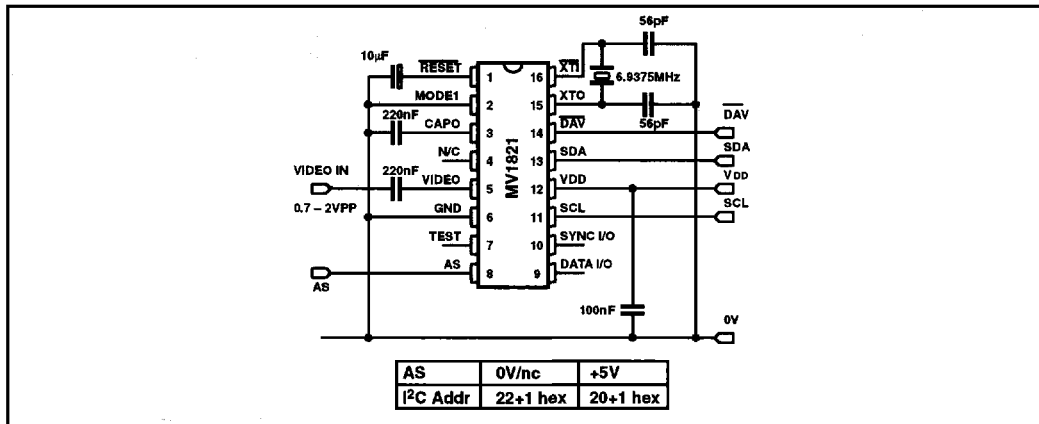 56pF
10µF
RESET
1
16
XTI
6.9375MHz
MODE1
2
15
XTO
220nF
CAPO
3
56pF
14
DAV
DAV
N/C
4
13
SDA
SDA
VIDEO IN
220nF
VIDEO
5
MV1821
12
VDD
VDD
0.7 – 2VPP
GND
6
11
SCL
SCL
TEST
7
10
SYNC I/O
AS
8
9
DATA I/O
AS
100nF
0V
AS 0V/nc +5V
I²C Addr 22+1 hex 20+1 hex